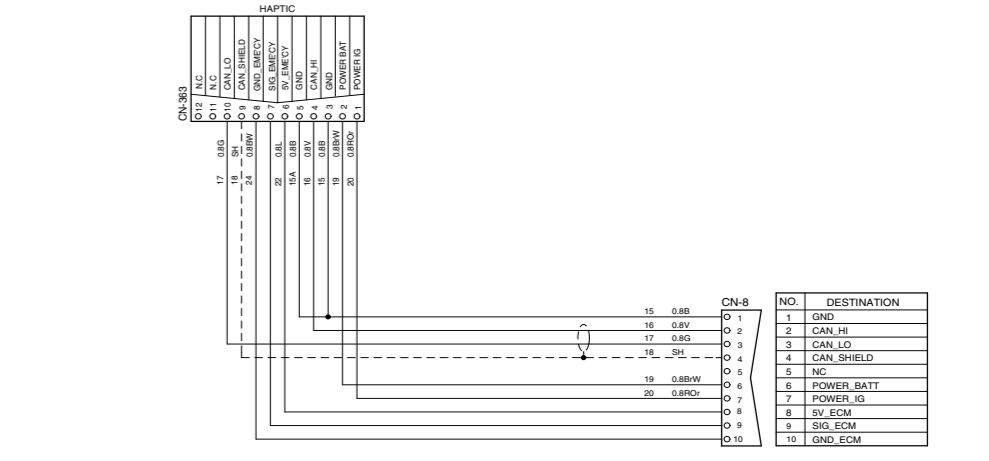 HAPTIC
CN-363
N.C
N.C
CAN_LO
CAN_SHIELD
GND_EME'CY
SIG_EME'CY
5V_EME'CY
GND
CAN_HI
GND
POWER BAT
POWER IG
12 11 10 9 8 7 6 5 4 3 2 1
0.8G SH 0.8BW 0.8L 0.8B 0.8V 0.8B 0.8BrW 0.8ROr
17 18 24 22 15A 16 15 19 20
CN-8
15 0.8B 1
16 0.8V 2
17 0.8G 3
18 SH 4
5
19 0.8BrW 6
20 0.8ROr 7
8
9
10
NO. DESTINATION
1 GND
2 CAN_HI
3 CAN_LO
4 CAN_SHIELD
5 NC
6 POWER_BATT
7 POWER_IG
8 5V_ECM
9 SIG_ECM
10 GND_ECM